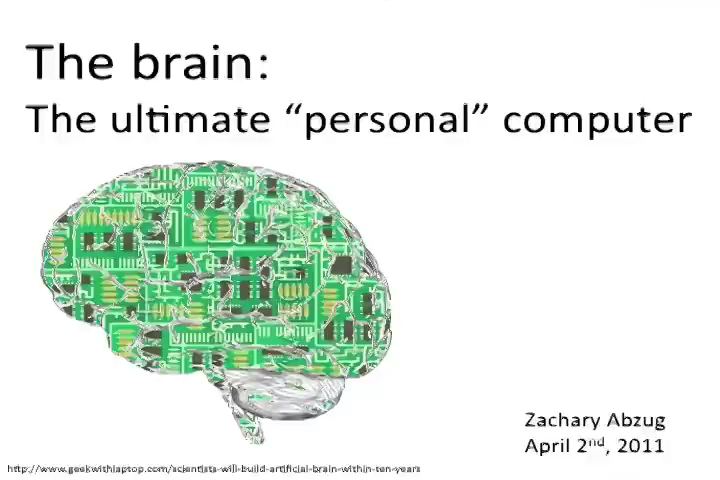 The brain:
The ultimate “personal” computer
Zachary Abzug
April 2nd, 2011
http://www.geekwithlaptop.com/scientists-will-build-artificial-brain-within-ten-years